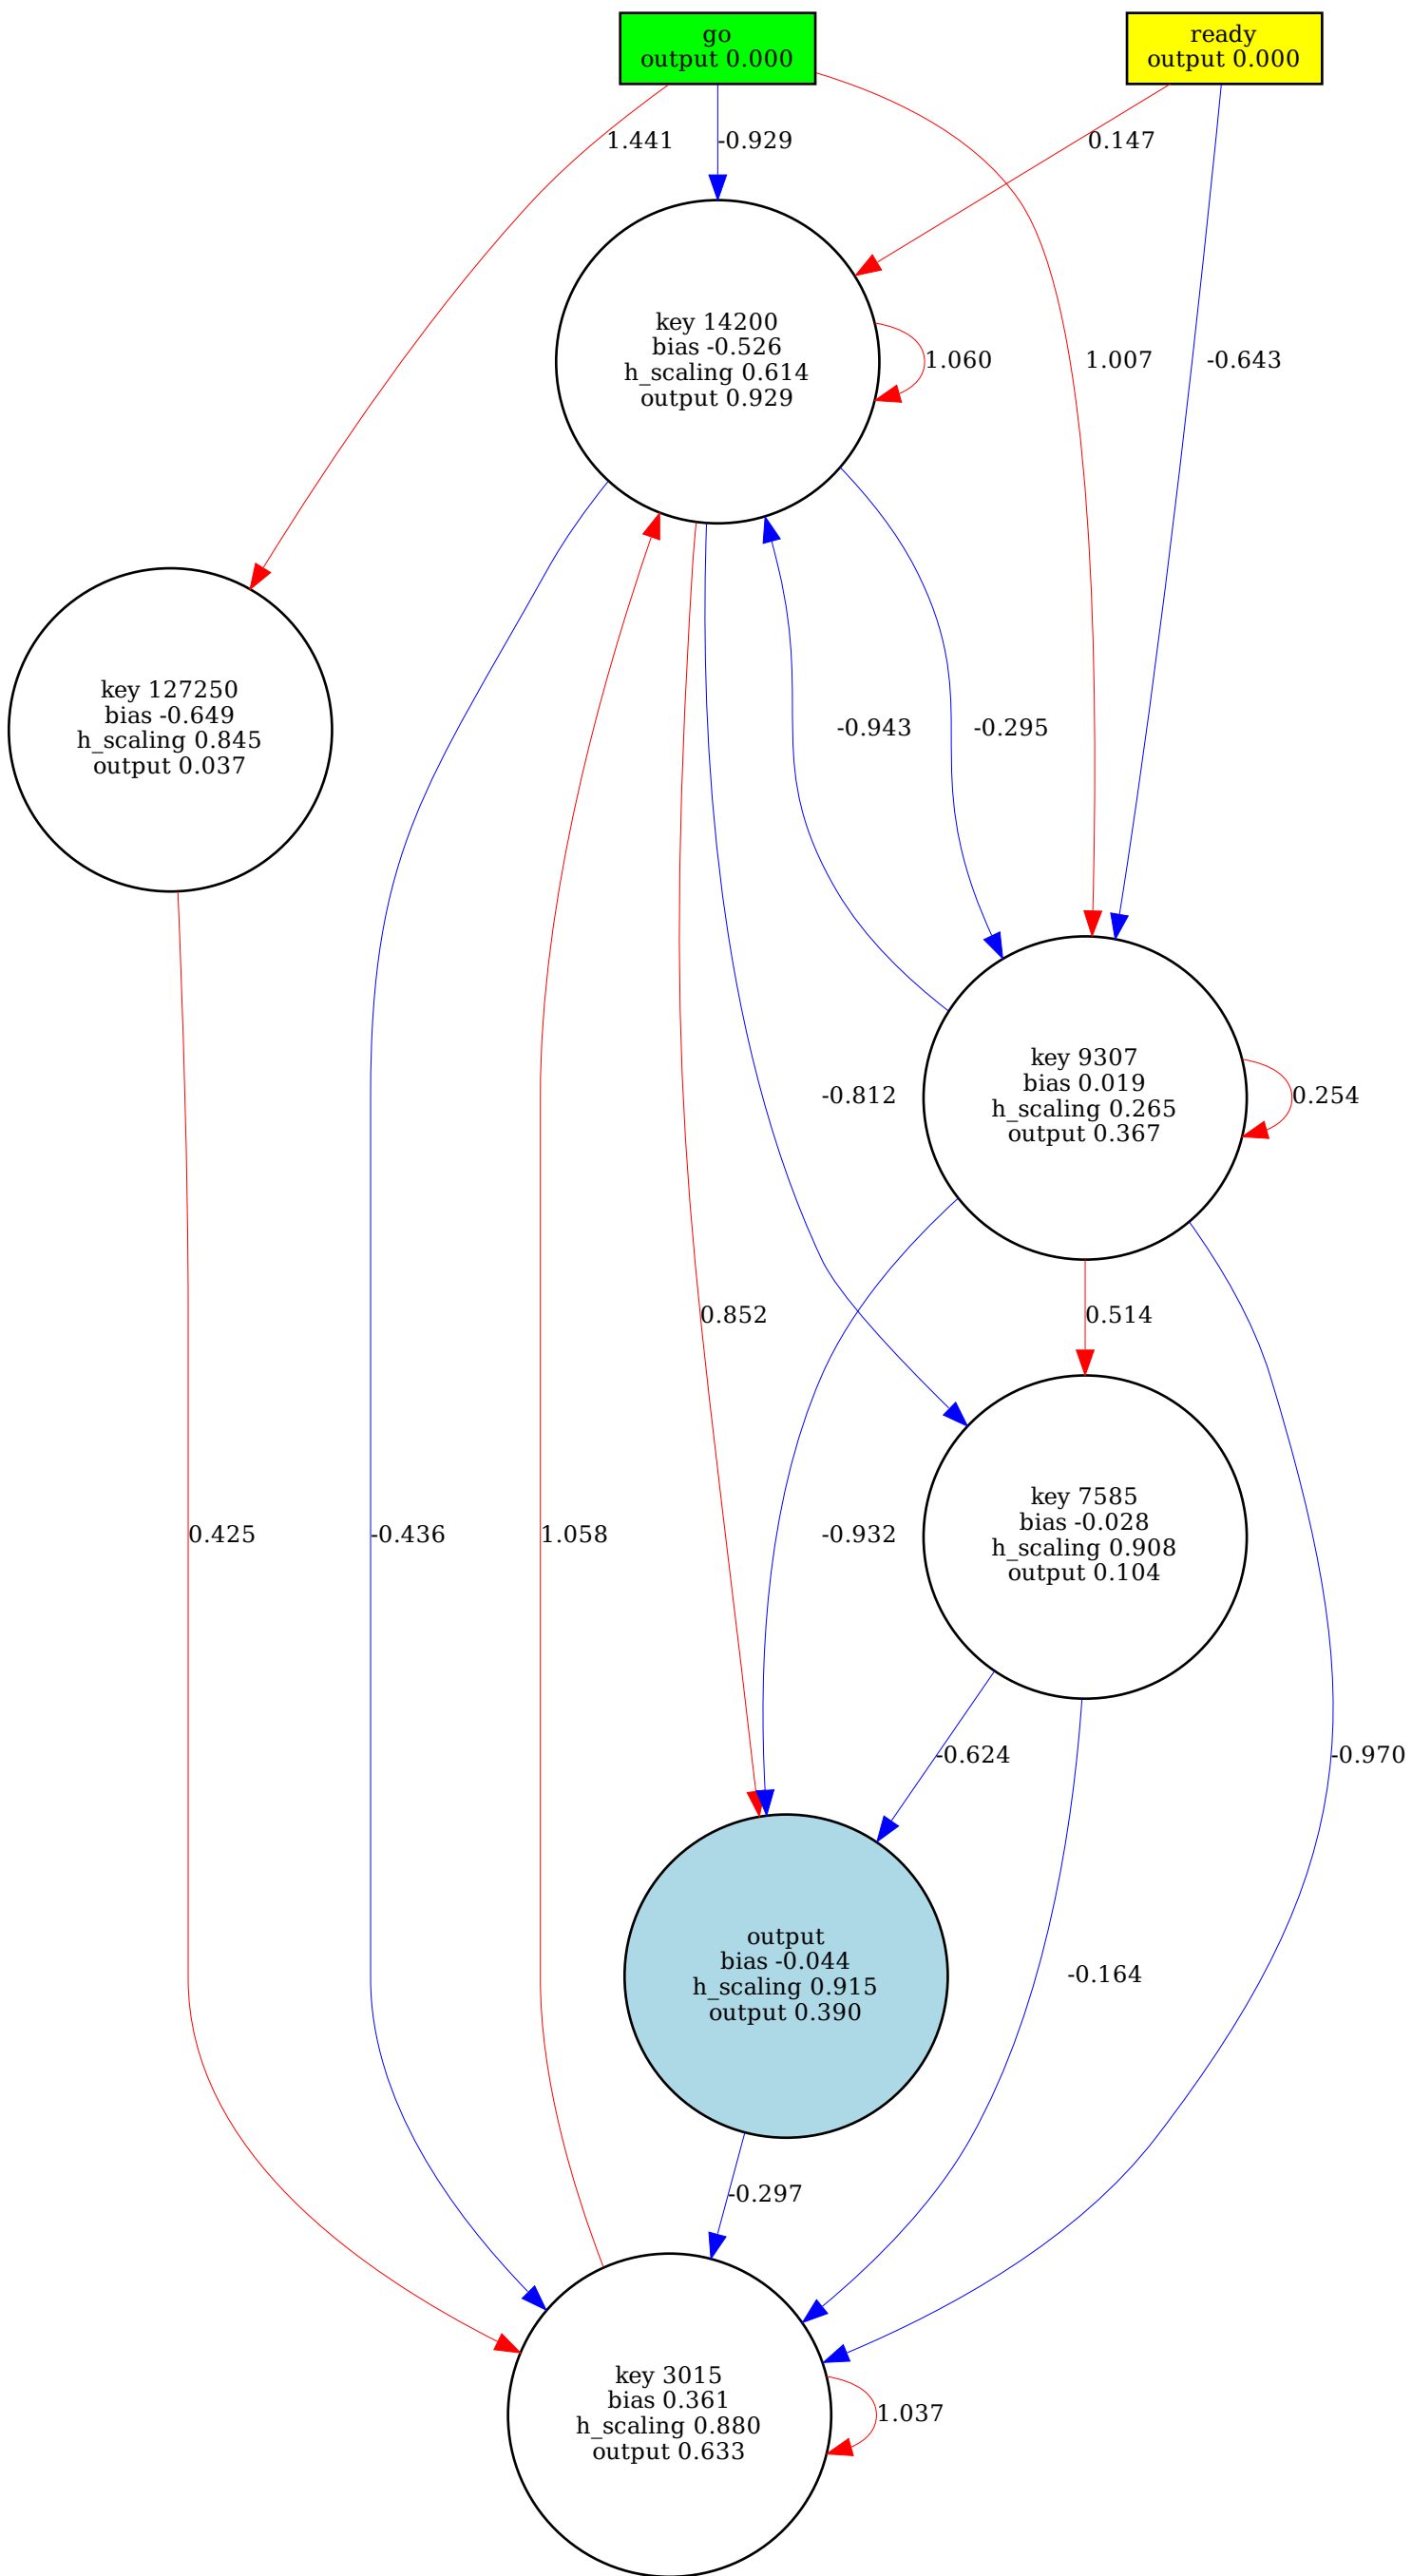 go
output 0.000
ready
output 0.000
1.441
-0.929
0.147
key 14200
bias -0.526
h_scaling 0.614
output 0.929
1.060
1.007
-0.643
key 127250
bias -0.649
h_scaling 0.845
output 0.037
-0.943
-0.295
key 9307
bias 0.019
h_scaling 0.265
output 0.367
-0.812
0.254
0.852
0.514
key 7585
bias -0.028
h_scaling 0.908
output 0.104
0.425
-0.436
1.058
-0.932
-0.624
-0.970
output
bias -0.044
h_scaling 0.915
output 0.390
-0.164
-0.297
key 3015
bias 0.361
h_scaling 0.880
output 0.633
1.037